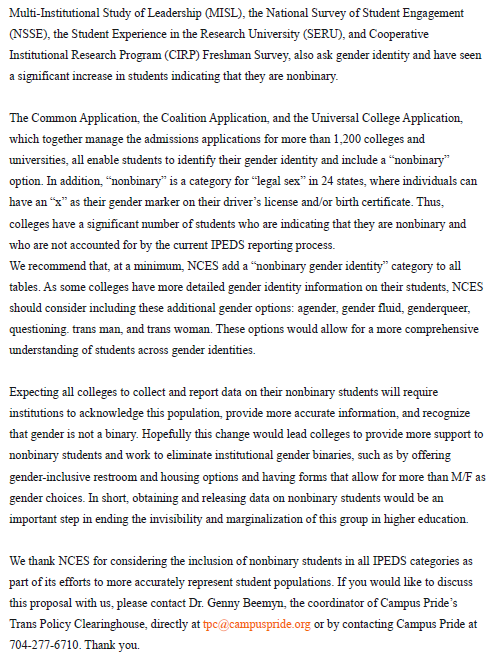 Multi-Institutional Study of Leadership (MISL), the National Survey of Student Engagement
(NSSE), the Student Experience in the Research University (SERU), and Cooperative
Institutional Research Program (CIRP) Freshman Survey, also ask gender identity and have seen
a significant increase in students indicating that they are nonbinary.
The Common Application, the Coalition Application, and the Universal College Application,
which together manage the admissions applications for more than 1,200 colleges and
universities, all enable students to identify their gender identity and include a “nonbinary”
option. In addition, “nonbinary” is a category for “legal sex” in 24 states, where individuals can
have an “x” as their gender marker on their driver’s license and/or birth certificate. Thus,
colleges have a significant number of students who are indicating that they are nonbinary and
who are not accounted for by the current IPEDS reporting process.
We recommend that, at a minimum, NCES add a “nonbinary gender identity” category to all
tables. As some colleges have more detailed gender identity information on their students, NCES
should consider including these additional gender options: agender, gender fluid, genderqueer,
questioning. trans man, and trans woman. These options would allow for a more comprehensive
understanding of students across gender identities.
Expecting all colleges to collect and report data on their nonbinary students will require
institutions to acknowledge this population, provide more accurate information, and recognize
that gender is not a binary. Hopefully this change would lead colleges to provide more support to
nonbinary students and work to eliminate institutional gender binaries, such as by offering
gender-inclusive restroom and housing options and having forms that allow for more than M/F as
gender choices. In short, obtaining and releasing data on nonbinary students would be an
important step in ending the invisibility and marginalization of this group in higher education.
We thank NCES for considering the inclusion of nonbinary students in all IPEDS categories as
part of its efforts to more accurately represent student populations. If you would like to discuss
this proposal with us, please contact Dr. Genny Beemyn, the coordinator of Campus Pride’s
Trans Policy Clearinghouse, directly at tpc@campuspride.org or by contacting Campus Pride at
704-277-6710. Thank you.